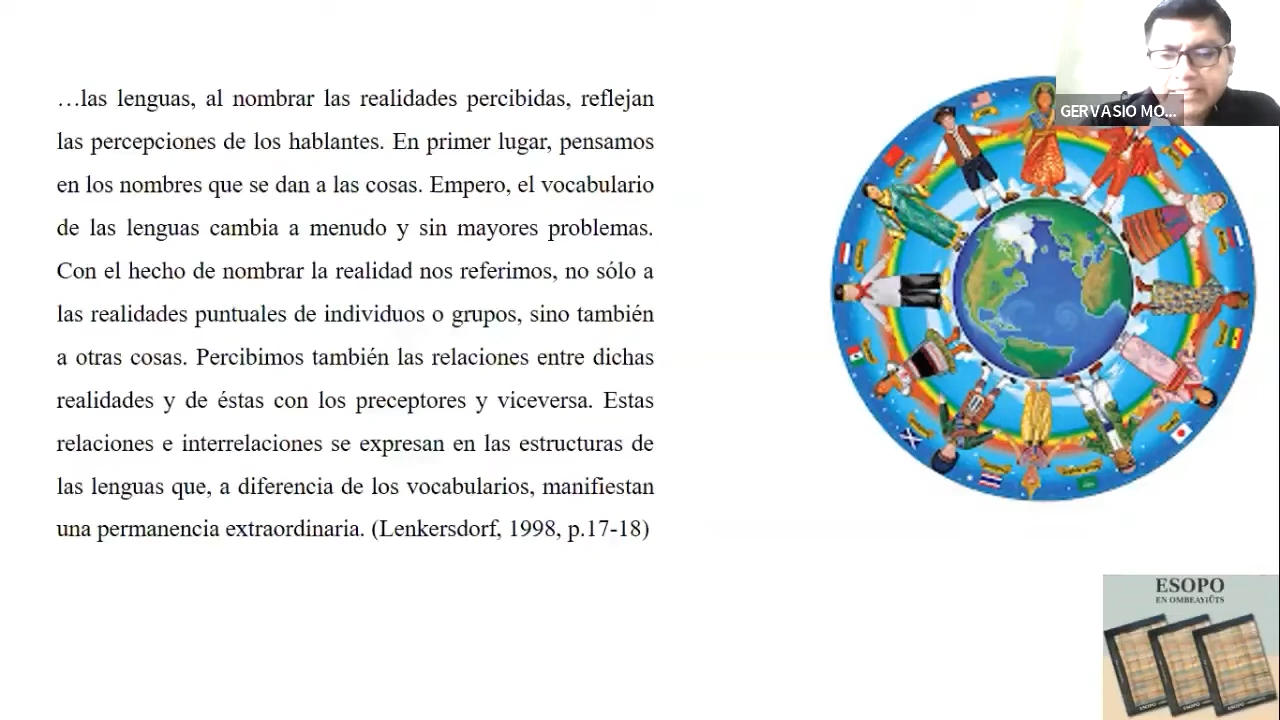 …las lenguas, al nombrar las realidades percibidas, reflejan
las percepciones de los hablantes. En primer lugar, pensamos
en los nombres que se dan a las cosas. Empero, el vocabulario
de las lenguas cambia a menudo y sin mayores problemas.
Con el hecho de nombrar la realidad nos referimos, no sólo a
las realidades puntuales de individuos o grupos, sino también
a otras cosas. Percibimos también las relaciones entre dichas
realidades y de éstas con los preceptores y viceversa. Estas
relaciones e interrelaciones se expresan en las estructuras de
las lenguas que, a diferencia de los vocabularios, manifiestan
una permanencia extraordinaria. (Lenkersdorf, 1998, p.17-18)
GERVASIO MO...
ESOPO
EN OMBEAYIÜTS
ESOPO
ESOPO
ESOPO